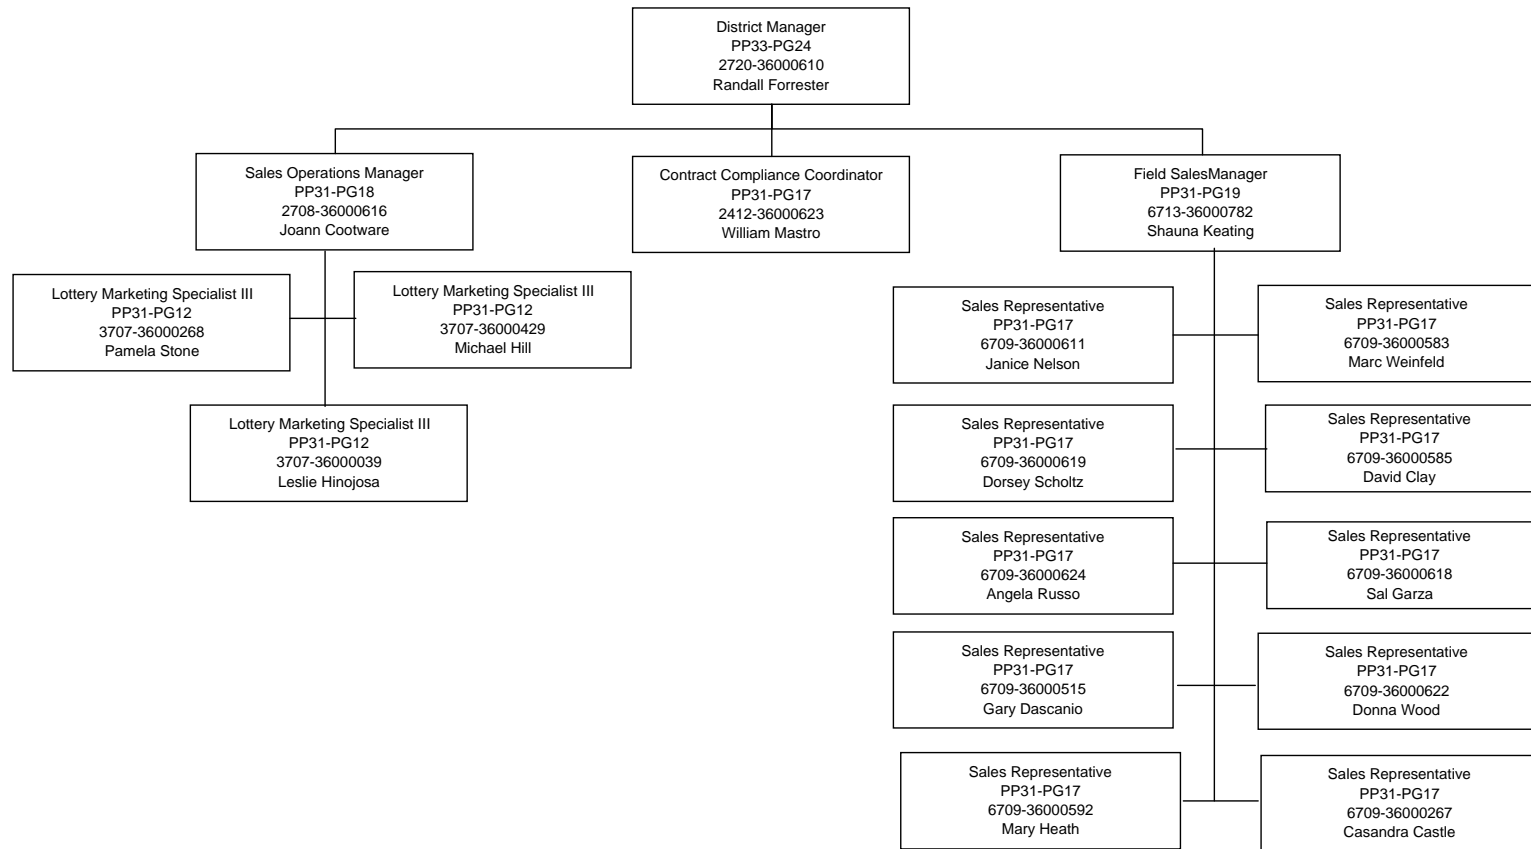 District Manager
PP33-PG24
2720-36000610
Randall Forrester
Sales Operations Manager
PP31-PG18
2708-36000616
Joann Cootware
Contract Compliance Coordinator
PP31-PG17
2412-36000623
William Mastro
Field SalesManager
PP31-PG19
6713-36000782
Shauna Keating
Lottery Marketing Specialist III
PP31-PG12
3707-36000268
Pamela Stone
Lottery Marketing Specialist III
PP31-PG12
3707-36000429
Michael Hill
Lottery Marketing Specialist III
PP31-PG12
3707-36000039
Leslie Hinojosa
Sales Representative
PP31-PG17
6709-36000611
Janice Nelson
Sales Representative
PP31-PG17
6709-36000583
Marc Weinfeld
Sales Representative
PP31-PG17
6709-36000619
Dorsey Scholtz
Sales Representative
PP31-PG17
6709-36000585
David Clay
Sales Representative
PP31-PG17
6709-36000624
Angela Russo
Sales Representative
PP31-PG17
6709-36000618
Sal Garza
Sales Representative
PP31-PG17
6709-36000515
Gary Dascanio
Sales Representative
PP31-PG17
6709-36000622
Donna Wood
Sales Representative
PP31-PG17
6709-36000592
Mary Heath
Sales Representative
PP31-PG17
6709-36000267
Casandra Castle